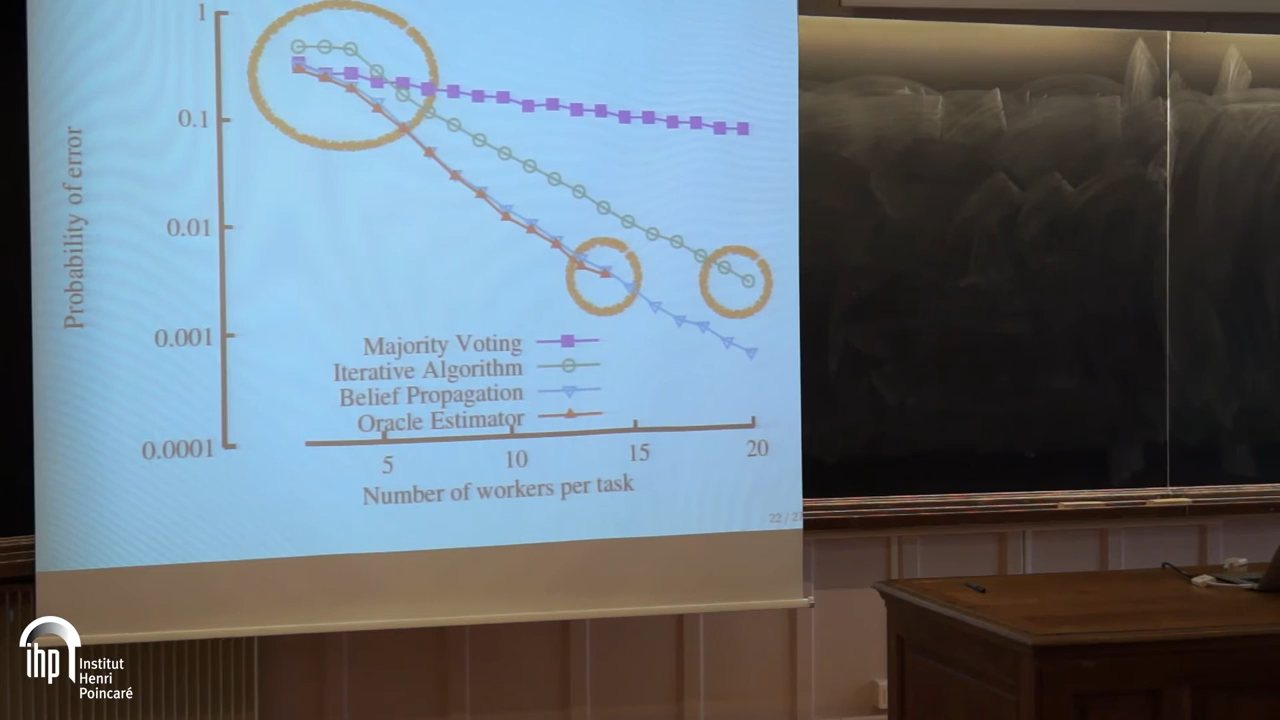 1
0.1
0.01
0.001
0.0001
Probability of error
Majority Voting
Iterative Algorithm
Belief Propagation
Oracle Estimator
5 10 15 20
Number of workers per task
ihp Institut
Henri
Poincaré